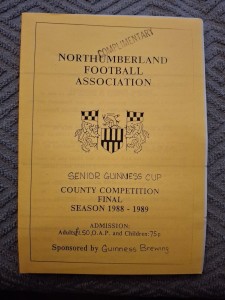 COMPLIMENTARY
NORTHUMBERLAND
FOOTBALL
ASSOCIATION
SENIOR GUINNESS CUP
COUNTY COMPETITION
FINAL
SEASON 1988 - 1989
ADMISSION:
Adults £1.50, O.A.P. and Children: 75p
Sponsored by Guinness Brewing